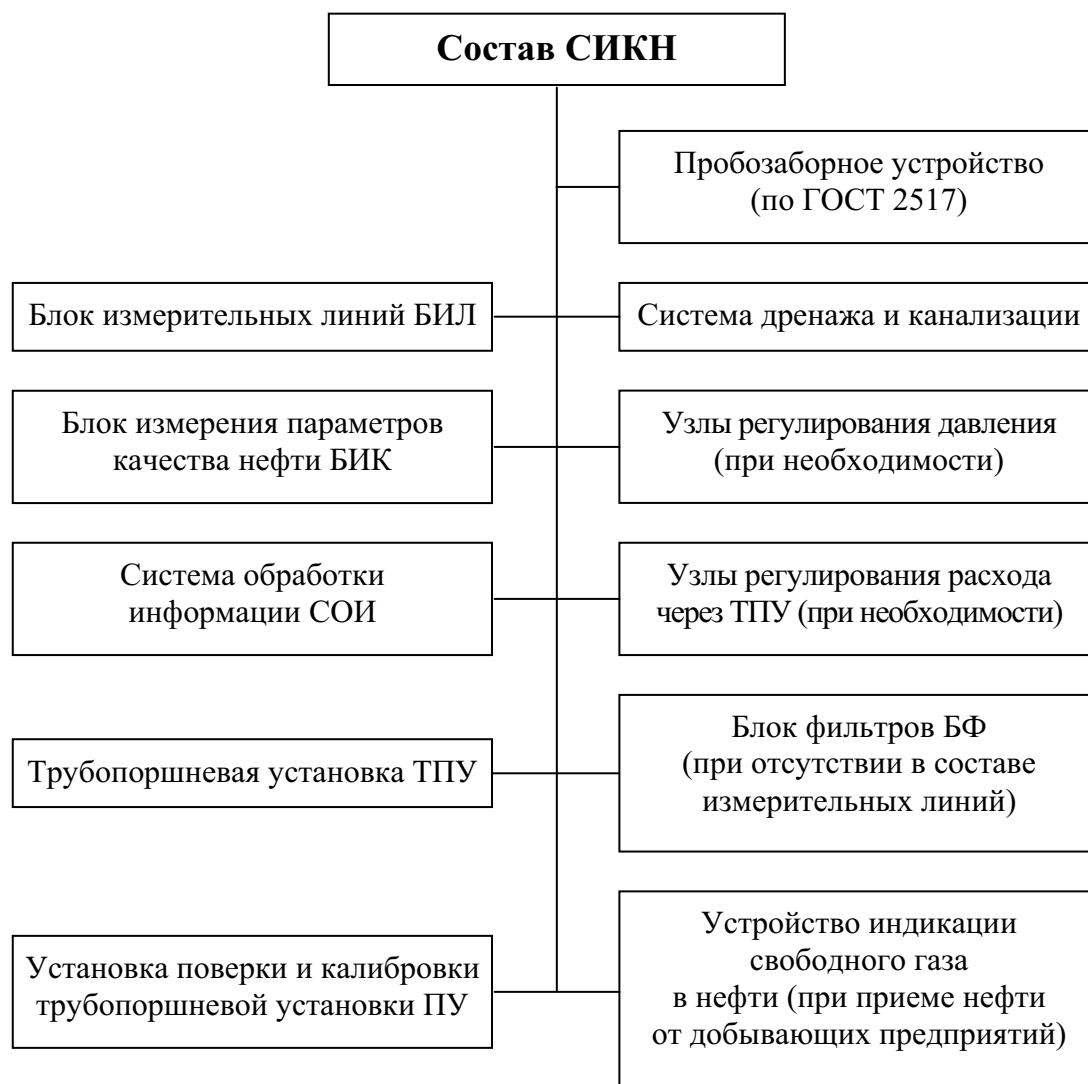 Состав СИКН
Пробозаборное устройство
(по ГОСТ 2517)
Блок измерительных линий БИЛ
Система дренажа и канализации
Блок измерения параметров
качества нефти БИК
Узлы регулирования давления
(при необходимости)
Система обработки
информации СОИ
Узлы регулирования расхода
через ТПУ (при необходимости)
Трубопоршневая установка ТПУ
Блок фильтров БФ
(при отсутствии в составе
измерительных линий)
Установка поверки и калибровки
трубопоршневой установки ПУ
Устройство индикации
свободного газа
в нефти (при приеме нефти
от добывающих предприятий)